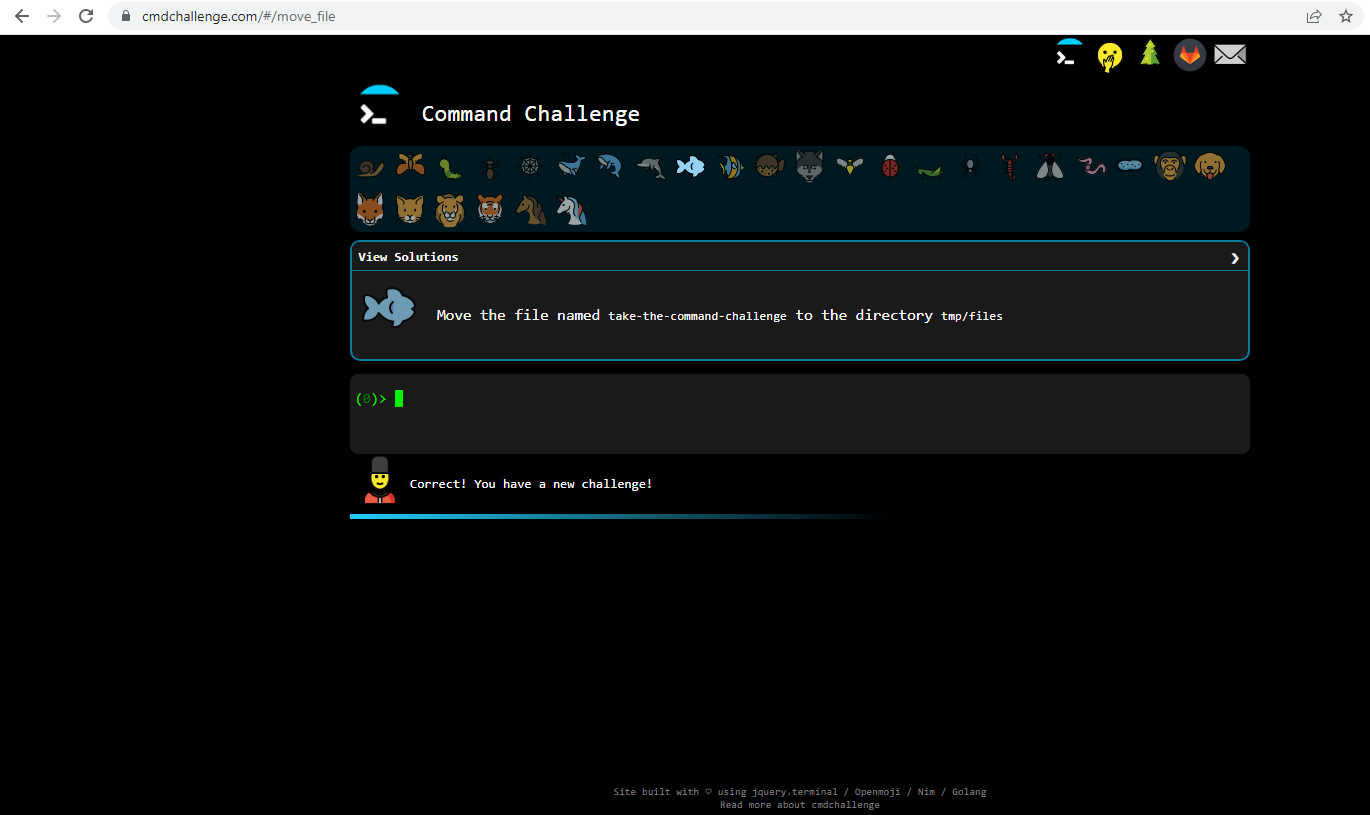 cmdchallenge.com/#/move_file
Command Challenge
View Solutions
Move the file named take-the-command-challenge to the directory tmp/files
(0)>
Correct! You have a new challenge!
Site built with ♡ using jquery.terminal / Openmoji / Nim / Golang
Read more about cmdchallenge